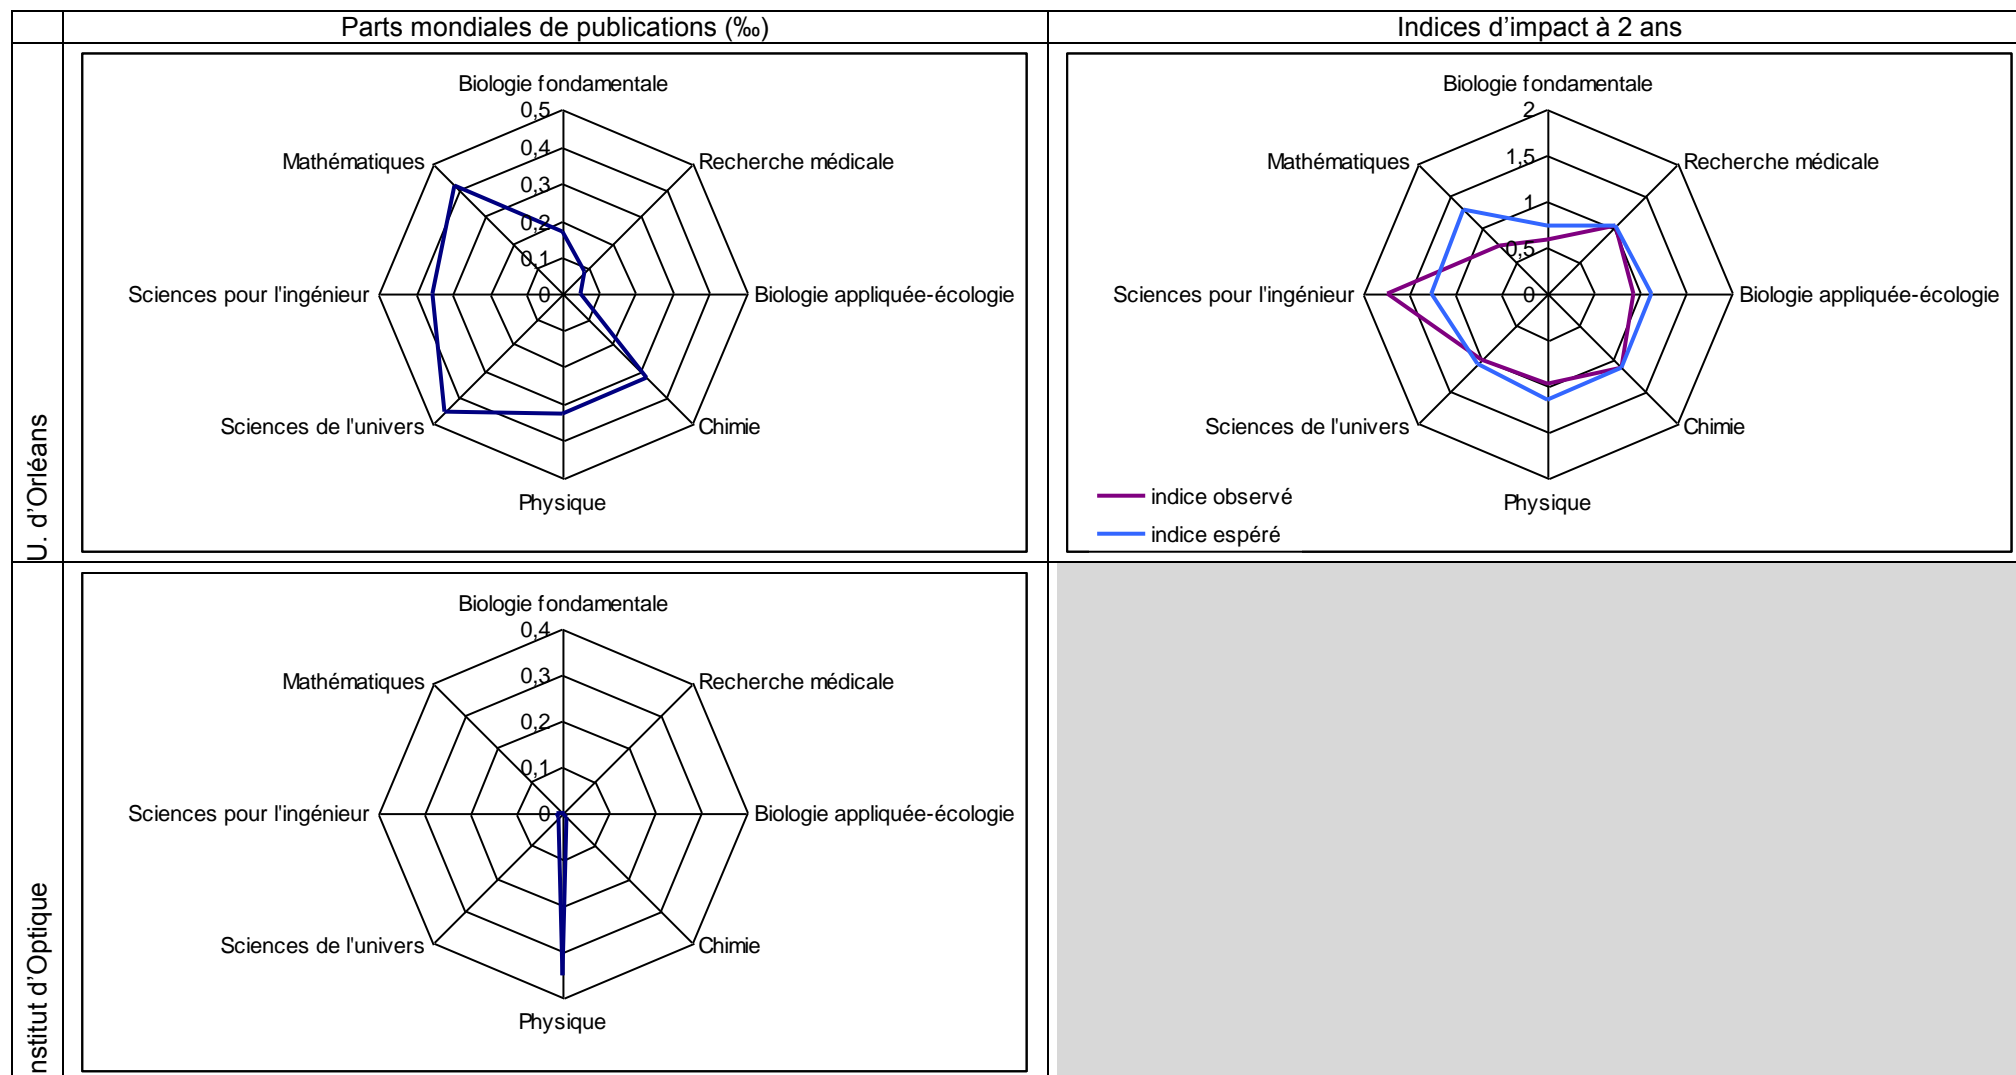 Parts mondiales de publications (‰)
Indices d'impact à 2 ans
U. d'Orléans
Biologie fondamentale
0,5
0,4
0,3
0,2
0,1
0
Mathématiques
Recherche médicale
Sciences pour l'ingénieur
Biologie appliquée-écologie
Sciences de l'univers
Chimie
Physique
Biologie fondamentale
2
1,5
1
0,5
0
Mathématiques
Recherche médicale
Sciences pour l'ingénieur
Biologie appliquée-écologie
Sciences de l'univers
Chimie
Physique
indice observé
indice espéré
nstitut d'Optique
Biologie fondamentale
0,4
0,3
0,2
0,1
0
Mathématiques
Recherche médicale
Sciences pour l'ingénieur
Biologie appliquée-écologie
Sciences de l'univers
Chimie
Physique